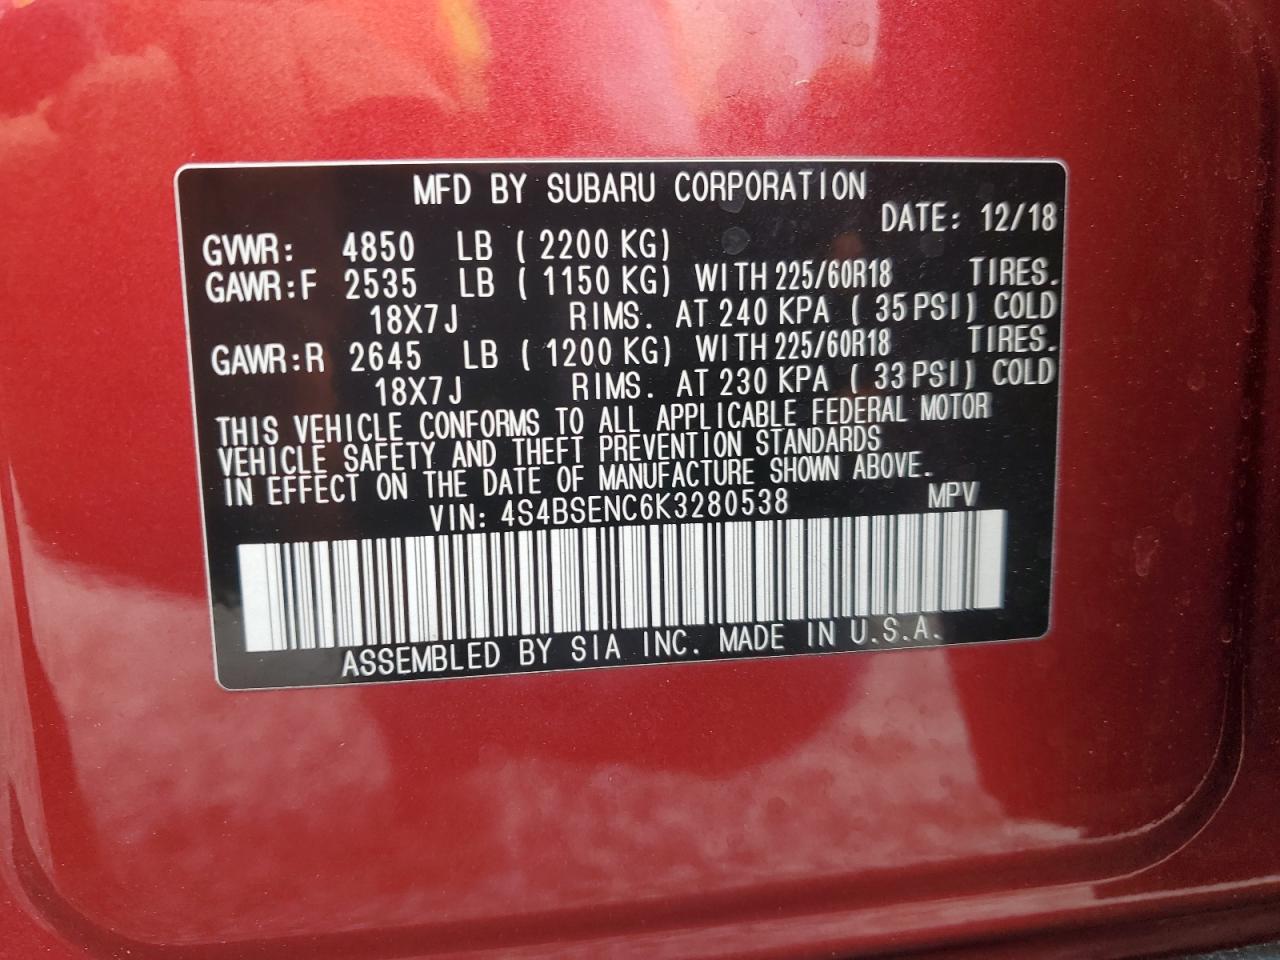 MFD BY SUBARU CORPORATION
DATE: 12/18
GVWR: 4850 LB ( 2200 KG)
GAWR:F 2535 LB ( 1150 KG) WITH 225/60R18 TIRES.
18X7J RIMS. AT 240 KPA ( 35 PSI) COLD
GAWR:R 2645 LB ( 1200 KG) WITH 225/60R18 TIRES.
18X7J RIMS. AT 230 KPA ( 33 PSI) COLD
THIS VEHICLE CONFORMS TO ALL APPLICABLE FEDERAL MOTOR
VEHICLE SAFETY AND THEFT PREVENTION STANDARDS
IN EFFECT ON THE DATE OF MANUFACTURE SHOWN ABOVE.
VIN: 4S4BSENC6K3280538 MPV
ASSEMBLED BY SIA INC. MADE IN U.S.A.